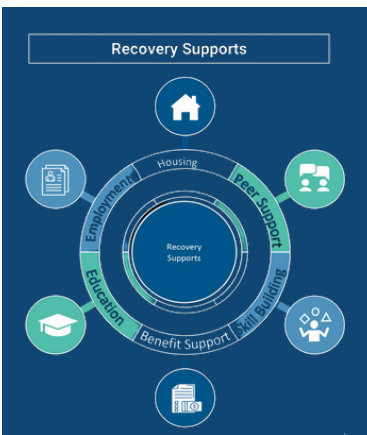 Recovery Supports
Housing
Peer Support
Employment
Recovery
Supports
Education
Skill Building
Benefit Support